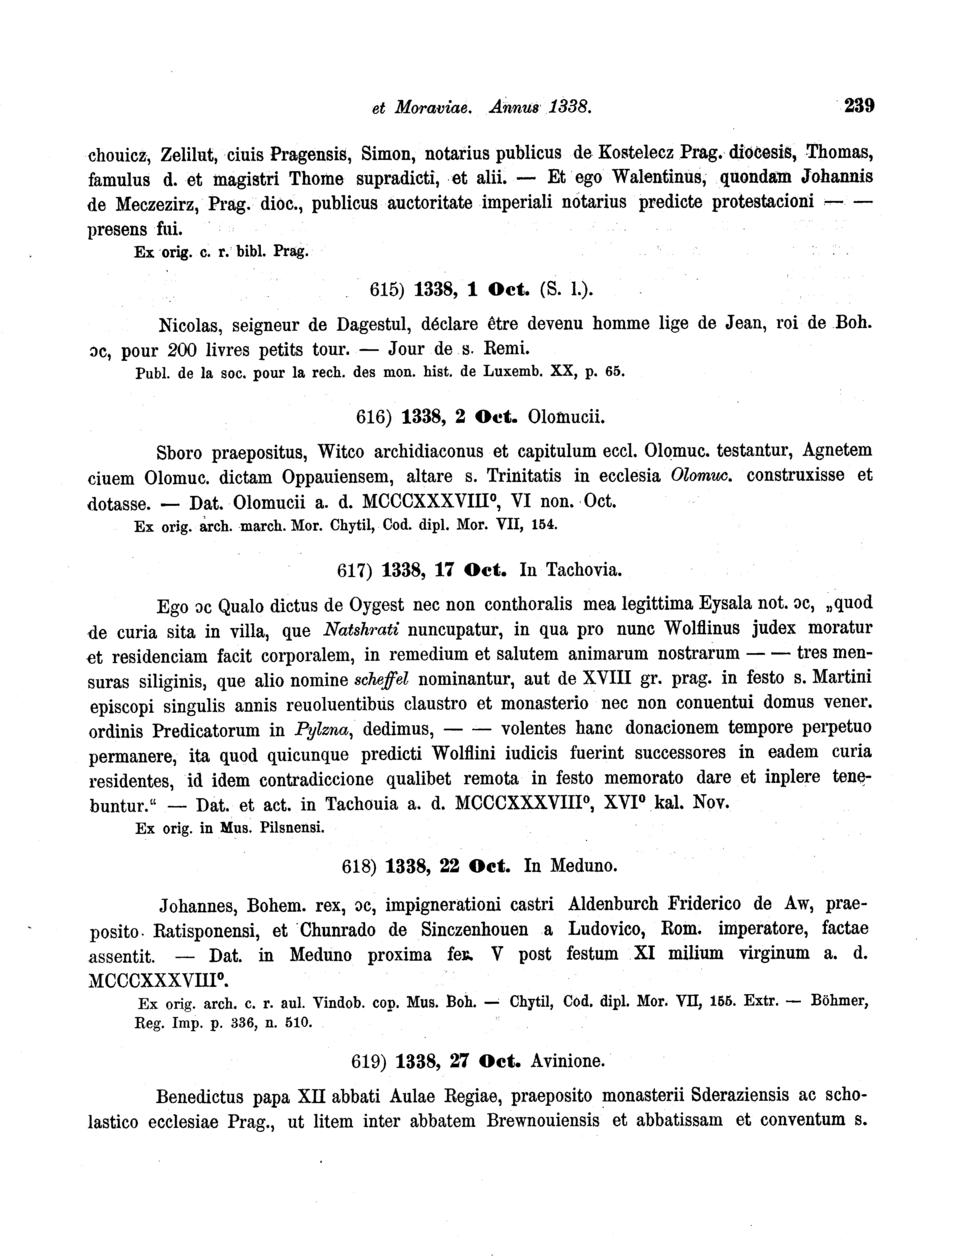 et Moraviae. Annus 1338. 239
chouicz, Zelilut, ciuis Pragensis, Simon, notarius publicus de Kostelecz Prag. diocesis, Thomas,
famulus d. et magistri Thome supradicti, et alii. — Et ego Walentinus, quondam Johannis
de Meczezirz, Prag. dioc., publicus auctoritate imperiali notarius predicte protestacioni — —
presens fui.
Ex orig. c. r. bibl. Prag.
615) 1338, 1 Oct. (S. l.).
Nicolas, seigneur de Dagestul, déclare être devenu homme lige de Jean, roi de Boh.
ɔc, pour 200 livres petits tour. — Jour de s. Remi.
Publ. de la soc. pour la rech. des mon. hist. de Luxemb. XX, p. 65.
616) 1338, 2 Oct. Olomucii.
Sboro praepositus, Witco archidiaconus et capitulum eccl. Olomuc. testantur, Agnetem
ciuem Olomuc. dictam Oppauiensem, altare s. Trinitatis in ecclesia Olomuc. construxisse et
dotasse. — Dat. Olomucii a. d. MCCCXXXVIII⁰, VI non. Oct.
Ex orig. arch. march. Mor. Chytil, Cod. dipl. Mor. VII, 154.
617) 1338, 17 Oct. In Tachovia.
Ego ɔc Qualo dictus de Oygest nec non conthoralis mea legittima Eysala not. ɔc, „quod
de curia sita in villa, que Natshrati nuncupatur, in qua pro nunc Wolflinus judex moratur
et residenciam facit corporalem, in remedium et salutem animarum nostrarum — — tres men-
suras siliginis, que alio nomine scheffel nominantur, aut de XVIII gr. prag. in festo s. Martini
episcopi singulis annis reuoluentibus claustro et monasterio nec non conuentui domus vener.
ordinis Predicatorum in Pylzna, dedimus, — — volentes hanc donacionem tempore perpetuo
permanere, ita quod quicunque predicti Wolflini iudicis fuerint successores in eadem curia
residentes, id idem contradiccione qualibet remota in festo memorato dare et inplere tene-
buntur.“ — Dat. et act. in Tachouia a. d. MCCCXXXVIII⁰, XVI⁰ kal. Nov.
Ex orig. in Mus. Pilsnensi.
618) 1338, 22 Oct. In Meduno.
Johannes, Bohem. rex, ɔc, impignerationi castri Aldenburch Friderico de Aw, prae-
posito Ratisponensi, et Chunrado de Sinczenhouen a Ludovico, Rom. imperatore, factae
assentit. — Dat. in Meduno proxima fer. V post festum XI milium virginum a. d.
MCCCXXXVIII⁰.
Ex orig. arch. c. r. aul. Vindob. cop. Mus. Boh. — Chytil, Cod. dipl. Mor. VII, 155. Extr. — Böhmer,
Reg. Imp. p. 336, n. 510.
619) 1338, 27 Oct. Avinione.
Benedictus papa XII abbati Aulae Regiae, praeposito monasterii Sderaziensis ac scho-
lastico ecclesiae Prag., ut litem inter abbatem Brewnouiensis et abbatissam et conventum s.